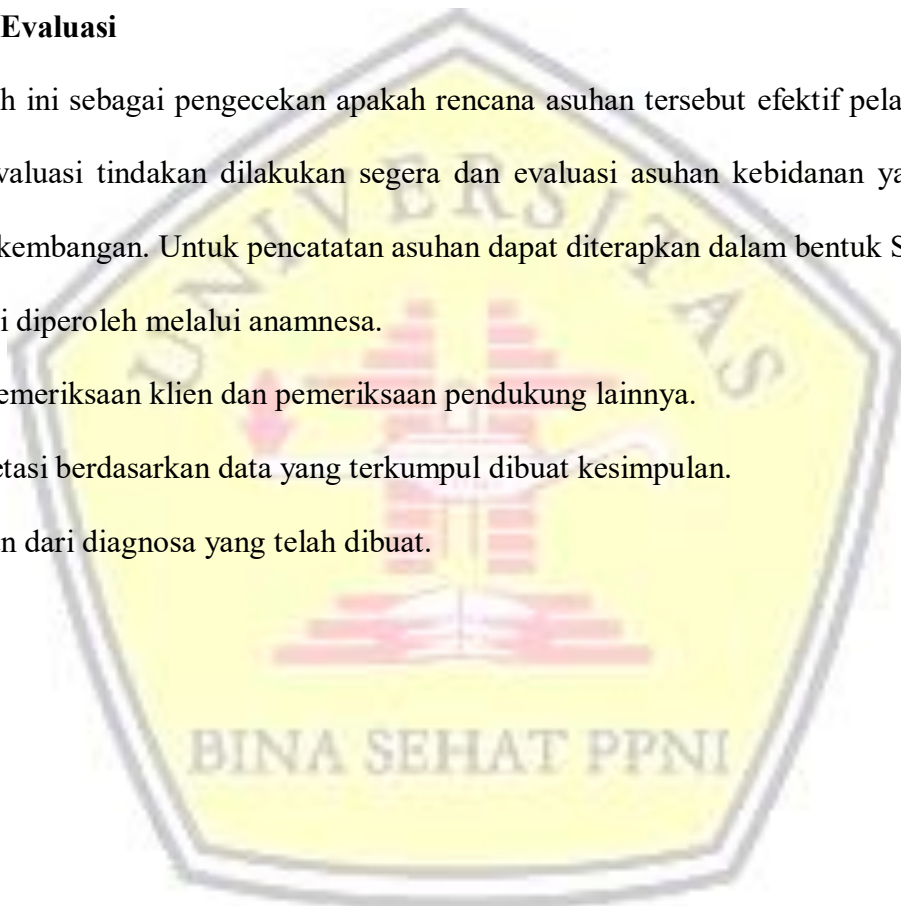 Evaluasi
h ini sebagai pengecekan apakah rencana asuhan tersebut efektif pela
valuasi tindakan dilakukan segera dan evaluasi asuhan kebidanan ya
kembangan. Untuk pencatatan asuhan dapat diterapkan dalam bentuk S
i diperoleh melalui anamnesa.
emeriksaan klien dan pemeriksaan pendukung lainnya.
etasi berdasarkan data yang terkumpul dibuat kesimpulan.
n dari diagnosa yang telah dibuat.
UNIVERSITAS
BINA SEHAT PPNI